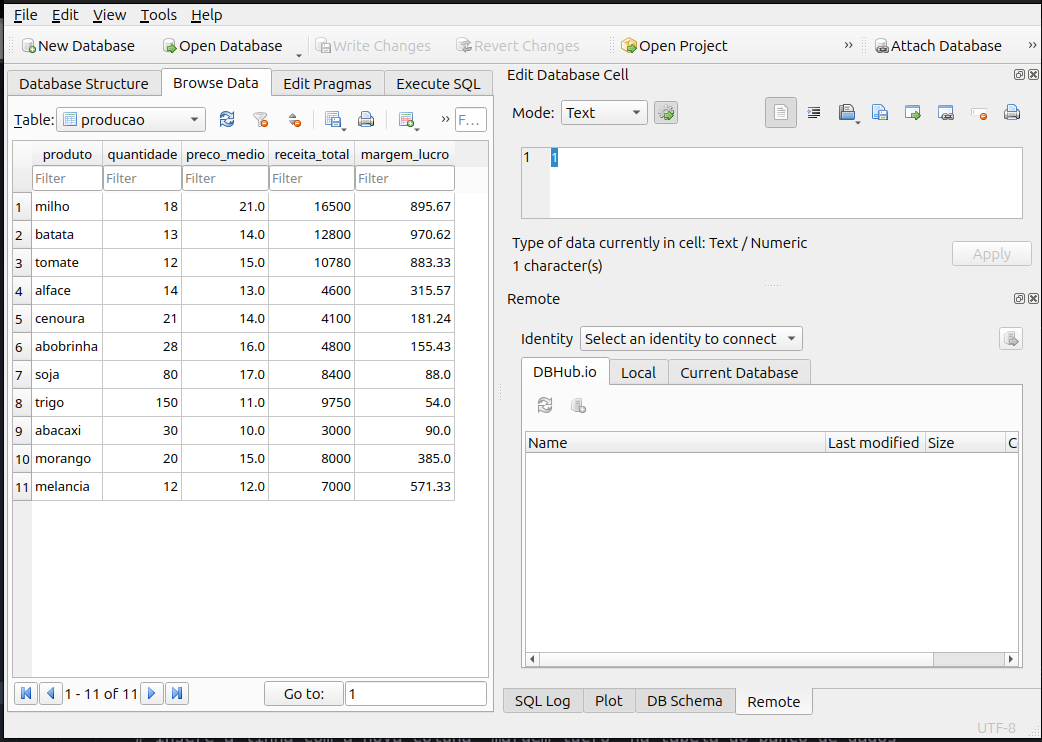 File Edit View Tools Help
New Database Open Database Write Changes Revert Changes Open Project » Attach Database »
Database Structure Browse Data Edit Pragmas Execute SQL
Table: producao » F...
produto quantidade preco_medio receita_total margem_lucro
Filter Filter Filter Filter Filter
1 milho 18 21.0 16500 895.67
2 batata 13 14.0 12800 970.62
3 tomate 12 15.0 10780 883.33
4 alface 14 13.0 4600 315.57
5 cenoura 21 14.0 4100 181.24
6 abobrinha 28 16.0 4800 155.43
7 soja 80 17.0 8400 88.0
8 trigo 150 11.0 9750 54.0
9 abacaxi 30 10.0 3000 90.0
10 morango 20 15.0 8000 385.0
11 melancia 12 12.0 7000 571.33
1 - 11 of 11 Go to: 1
Edit Database Cell
Mode: Text
1 1
Type of data currently in cell: Text / Numeric
1 character(s)
Apply
Remote
Identity Select an identity to connect
DBHub.io Local Current Database
Name Last modified Size C
SQL Log Plot DB Schema Remote
UTF-8